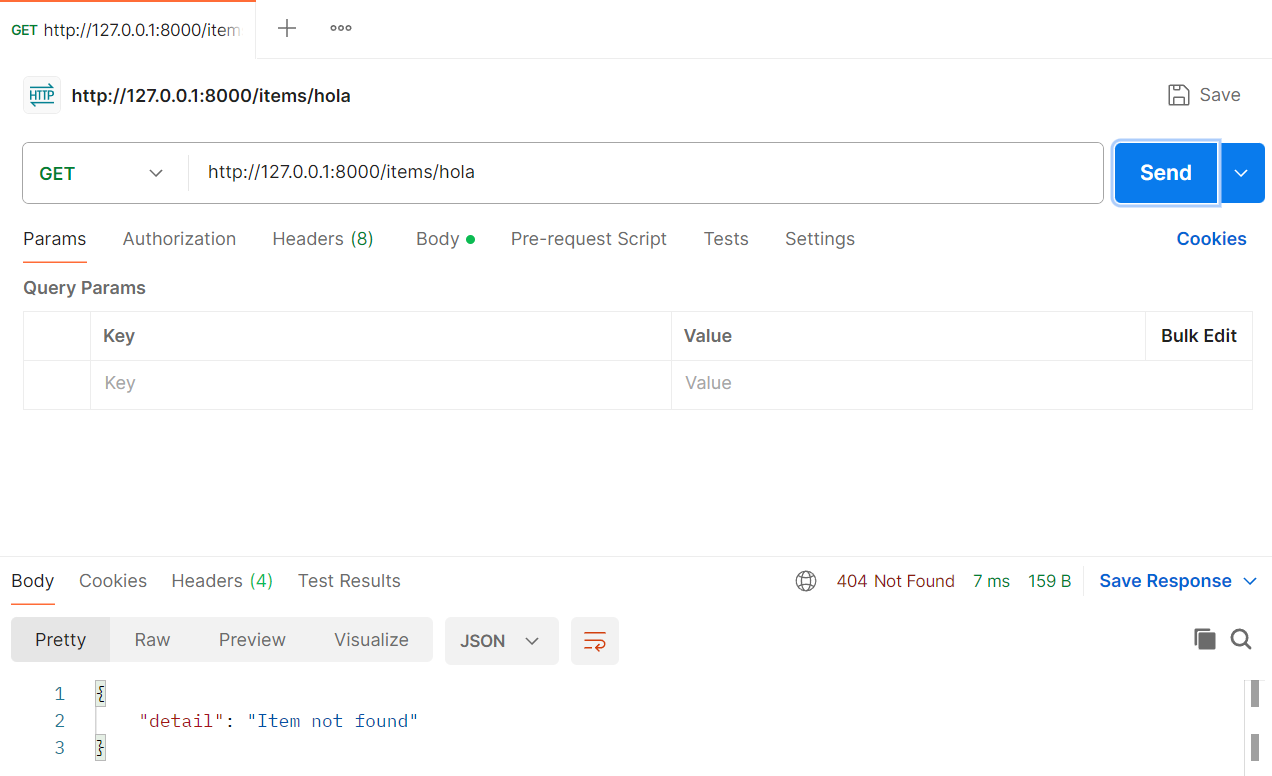 GET http://127.0.0.1:8000/item
HTTP http://127.0.0.1:8000/items/hola Save
GET http://127.0.0.1:8000/items/hola Send
Params Authorization Headers (8) Body Pre-request Script Tests Settings Cookies
Query Params
Key Value Bulk Edit
Key Value
Body Cookies Headers (4) Test Results 404 Not Found 7 ms 159 B Save Response
Pretty Raw Preview Visualize JSON
1 {
2 "detail": "Item not found"
3 }